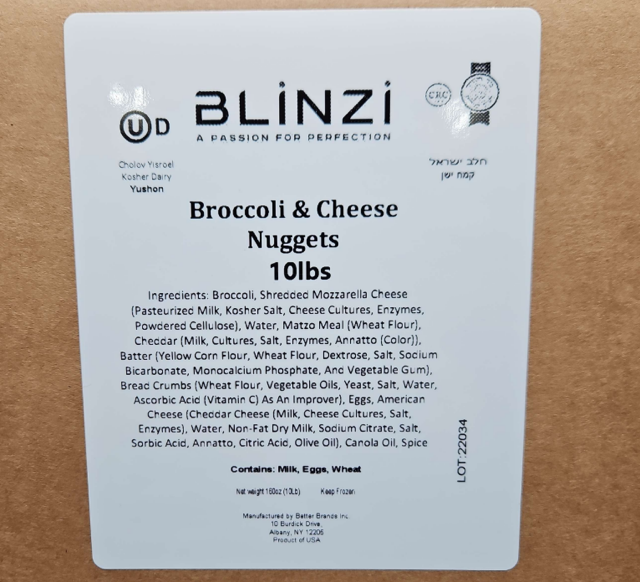 BLiNZi
A PASSION FOR PERFECTION
U D
CRC
Cholov Yisroel
Kosher Dairy
Yushon
חלב ישראל
קמח ישן
Broccoli & Cheese
Nuggets
10lbs
Ingredients: Broccoli, Shredded Mozzarella Cheese
(Pasteurized Milk, Kosher Salt, Cheese Cultures, Enzymes,
Powdered Cellulose), Water, Matzo Meal (Wheat Flour),
Cheddar (Milk, Cultures, Salt, Enzymes, Annatto (Color)),
Batter (Yellow Corn Flour, Wheat Flour, Dextrose, Salt, Sodium
Bicarbonate, Monocalcium Phosphate, And Vegetable Gum),
Bread Crumbs (Wheat Flour, Vegetable Oils, Yeast, Salt, Water,
Ascorbic Acid (Vitamin C) As An Improver), Eggs, American
Cheese (Cheddar Cheese (Milk, Cheese Cultures, Salt,
Enzymes), Water, Non-Fat Dry Milk, Sodium Citrate, Salt,
Sorbic Acid, Annatto, Citric Acid, Olive Oil), Canola Oil, Spice
LOT:22034
Contains: Milk, Eggs, Wheat
Net weight 160oz (10Lb) Keep Frozen
Manufactured by Better Brands Inc.
10 Burdick Drive,
Albany, NY 12205
Product of USA